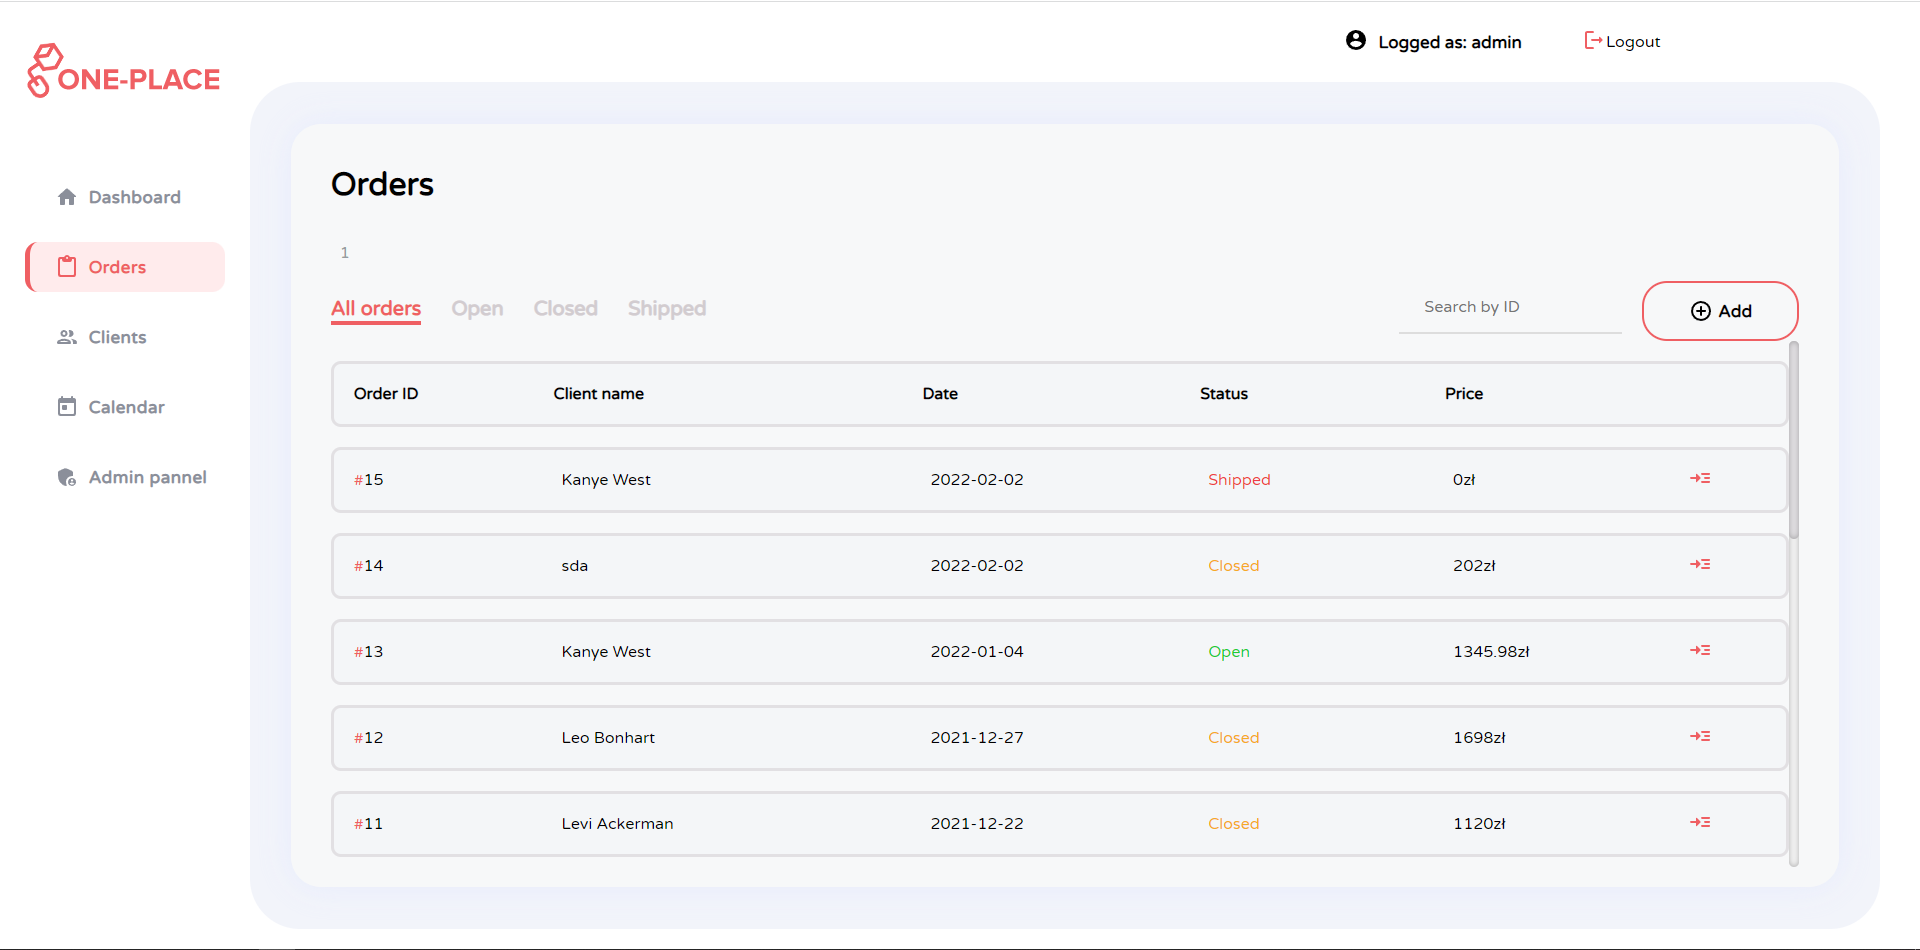 Logged as: admin
Logout
ONE-PLACE
Dashboard
Orders
Clients
Calendar
Admin pannel
Orders
1
All orders Open Closed Shipped
Search by ID
Add
Order ID Client name Date Status Price
#15 Kanye West 2022-02-02 Shipped 0zł
#14 sda 2022-02-02 Closed 202zł
#13 Kanye West 2022-01-04 Open 1345.98zł
#12 Leo Bonhart 2021-12-27 Closed 1698zł
#11 Levi Ackerman 2021-12-22 Closed 1120zł